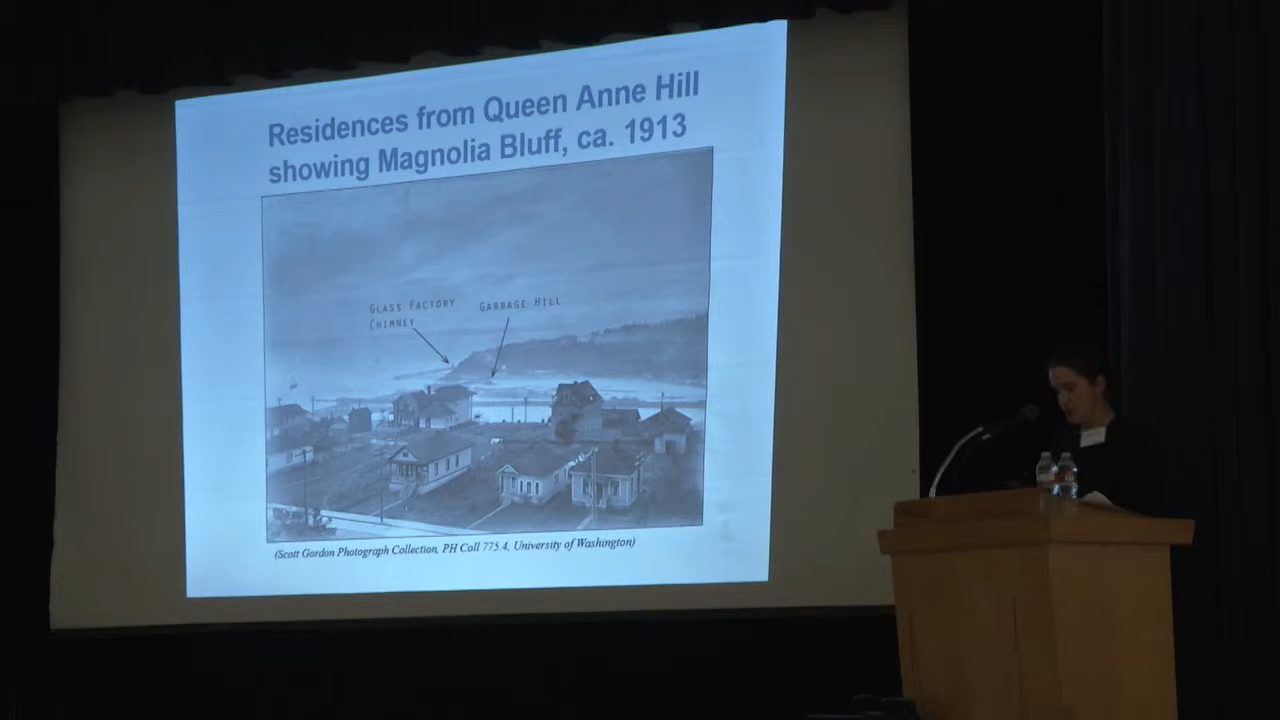 Residences from Queen Anne Hill
showing Magnolia Bluff, ca. 1913
GLASS FACTORY
CHIMNEY
GARBAGE HILL
(Scott Gordon Photograph Collection, PH Coll 775.4, University of Washington)